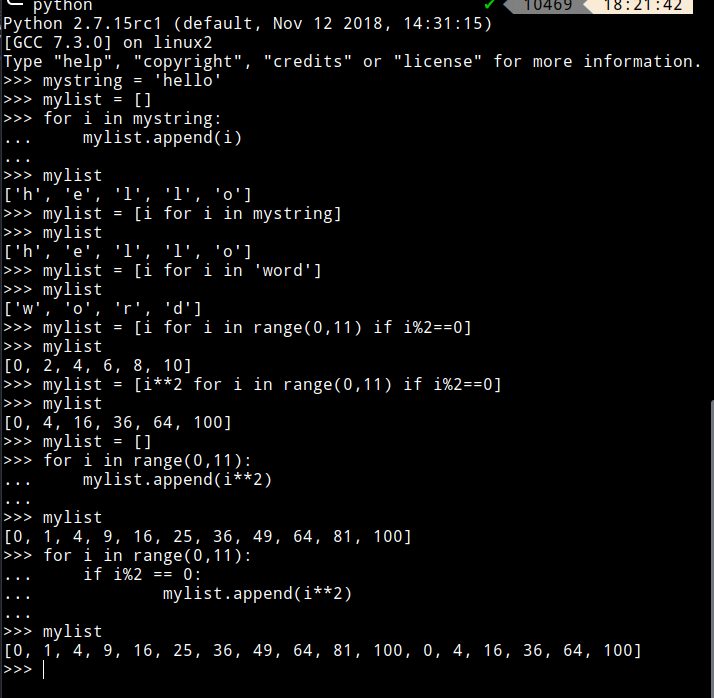 python ✔ 10469 18:21:42
Python 2.7.15rc1 (default, Nov 12 2018, 14:31:15)
[GCC 7.3.0] on linux2
Type "help", "copyright", "credits" or "license" for more information.
>>> mystring = 'hello'
>>> mylist = []
>>> for i in mystring:
...     mylist.append(i)
...
>>> mylist
['h', 'e', 'l', 'l', 'o']
>>> mylist = [i for i in mystring]
>>> mylist
['h', 'e', 'l', 'l', 'o']
>>> mylist = [i for i in 'word']
>>> mylist
['w', 'o', 'r', 'd']
>>> mylist = [i for i in range(0,11) if i%2==0]
>>> mylist
[0, 2, 4, 6, 8, 10]
>>> mylist = [i**2 for i in range(0,11) if i%2==0]
>>> mylist
[0, 4, 16, 36, 64, 100]
>>> mylist = []
>>> for i in range(0,11):
...     mylist.append(i**2)
...
>>> mylist
[0, 1, 4, 9, 16, 25, 36, 49, 64, 81, 100]
>>> for i in range(0,11):
...     if i%2 == 0:
...             mylist.append(i**2)
...
>>> mylist
[0, 1, 4, 9, 16, 25, 36, 49, 64, 81, 100, 0, 4, 16, 36, 64, 100]
>>>